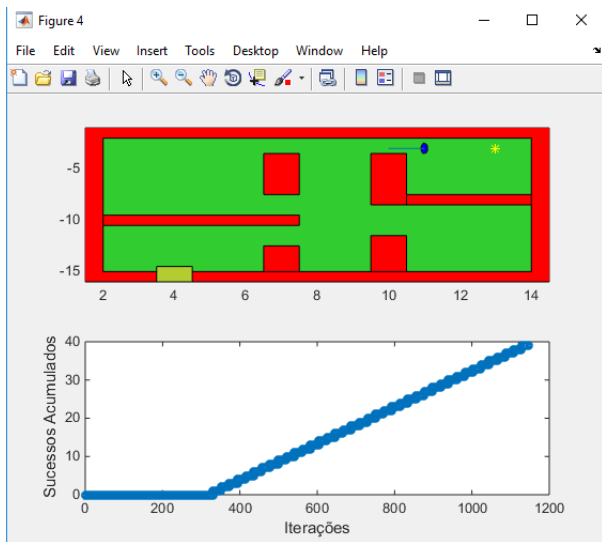 Figure 4
File Edit View Insert Tools Desktop Window Help
-5
-10
-15
2 4 6 8 10 12 14
40
30
20
10
0
Sucessos Acumulados
0 200 400 600 800 1000 1200
Iterações